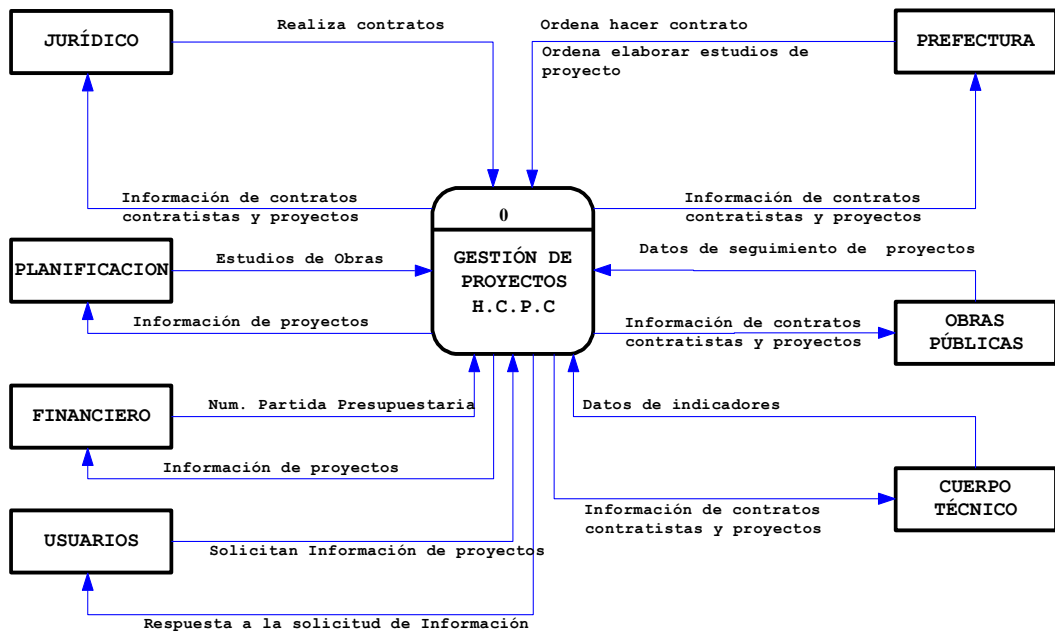 Realiza contratos
Ordena hacer contrato
JURÍDICO
PREFECTURA
Ordena elaborar estudios de
proyecto
Información de contratos
contratistas y proyectos
0
Información de contratos
contratistas y proyectos
PLANIFICACION
Estudios de Obras
GESTIÓN DE
PROYECTOS
H.C.P.C
Datos de seguimiento de proyectos
Información de proyectos
Información de contratos
contratistas y proyectos
OBRAS
PÚBLICAS
FINANCIERO
Num. Partida Presupuestaria
Datos de indicadores
Información de proyectos
CUERPO
TÉCNICO
Información de contratos
contratistas y proyectos
USUARIOS
Solicitan Información de proyectos
Respuesta a la solicitud de Información